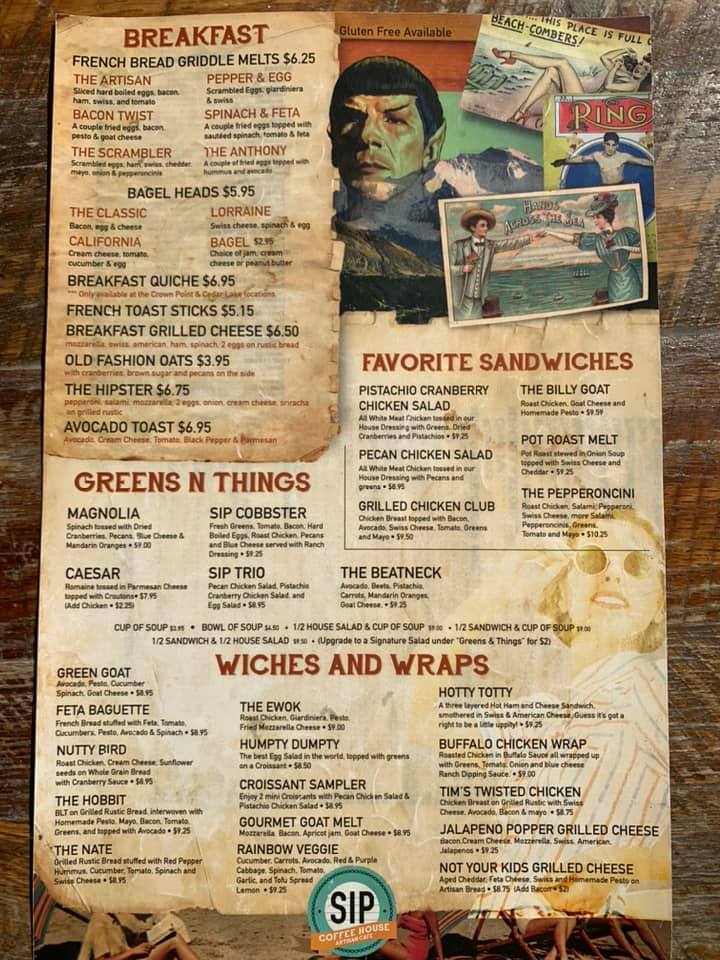 BREAKFAST
FRENCH BREAD GRIDDLE MELTS $6.25
THE ARTISAN
Sliced hard boiled eggs, bacon,
ham, swiss, and tomato
PEPPER & EGG
Scrambled Eggs, giardiniera
& swiss
BACON TWIST
A couple fried eggs, bacon,
pesto & goat cheese
SPINACH & FETA
A couple fried eggs topped with
sautéed spinach, tomato & feta
THE SCRAMBLER
Scrambled eggs, ham, swiss, chedder,
mayo, onion & pepperoncinis
THE ANTHONY
A couple of fried eggs topped with
hummus and avocado
BAGEL HEADS $5.95
THE CLASSIC
Bacon, egg & cheese
LORRAINE
Swiss cheese, spinach & egg
CALIFORNIA
Cream cheese, tomato,
cucumber & egg
BAGEL $2.95
Choice of jam, cream
cheese or peanut butter
BREAKFAST QUICHE $6.95
*** Only available at the Crown Point & Cedar Lake locations
FRENCH TOAST STICKS $5.15
BREAKFAST GRILLED CHEESE $6.50
mozzarella, swiss, american, ham, spinach, 2 eggs on rustic bread
OLD FASHION OATS $3.95
with cranberries, brown sugar and pecans on the side
THE HIPSTER $6.75
pepperoni, salami, mozzarella, 2 eggs, onion, cream cheese, sriracha
on grilled rustic
AVOCADO TOAST $6.95
Avocado, Cream Cheese, Tomato, Black Pepper & Parmesan
Gluten Free Available
THIS PLACE IS FULL
BEACH-COMBERS!
RING
HANDS
ACROSS THE SEA
FAVORITE SANDWICHES
PISTACHIO CRANBERRY
CHICKEN SALAD
All White Meat Chicken tossed in our
House Dressing with Greens, Dried
Cranberries and Pistachios • $9.25
PECAN CHICKEN SALAD
All White Meat Chicken tossed in our
House Dressing with Pecans and
greens • $8.95
GRILLED CHICKEN CLUB
Chicken Breast topped with Bacon,
Avocado, Swiss Cheese, Tomato, Greens
and Mayo • $9.50
THE BILLY GOAT
Roast Chicken, Goat Cheese and
Homemade Pesto • $9.59
POT ROAST MELT
Pot Roast stewed in Onion Soup
topped with Swiss Cheese and
Cheddar • $9.25
THE PEPPERONCINI
Roast Chicken, Salami, Pepperoni,
Swiss Cheese, more Salami,
Pepperoncinis, Greens,
Tomato and Mayo • $10.25
GREENS N THINGS
MAGNOLIA
Spinach tossed with Dried
Cranberries, Pecans, Blue Cheese &
Mandarin Oranges • $9.00
SIP COBBSTER
Fresh Greens, Tomato, Bacon, Hard
Boiled Eggs, Roast Chicken, Pecans
and Blue Cheese served with Ranch
Dressing • $9.25
CAESAR
Romaine tossed in Parmesan Cheese
topped with Croutons• $7.95
(Add Chicken • $2.25)
SIP TRIO
Pecan Chicken Salad, Pistachio
Cranberry Chicken Salad, and
Egg Salad • $8.95
THE BEATNECK
Avocado, Beets, Pistachio,
Carrots, Mandarin Oranges,
Goat Cheese. • $9.25
CUP OF SOUP $3.95 • BOWL OF SOUP $4.50 • 1/2 HOUSE SALAD & CUP OF SOUP $9.00 • 1/2 SANDWICH & CUP OF SOUP $9.00
1/2 SANDWICH & 1/2 HOUSE SALAD $9.50 • (Upgrade to a Signature Salad under "Greens & Things" for $2)
WICHES AND WRAPS
GREEN GOAT
Avocado, Pesto, Cucumber
Spinach, Goat Cheese • $8.95
FETA BAGUETTE
French Bread stuffed with Feta, Tomato,
Cucumbers, Pesto, Avocado & Spinach • $8.95
NUTTY BIRD
Roast Chicken, Cream Cheese, Sunflower
seeds on Whole Grain Bread
with Cranberry Sauce • $8.95
THE HOBBIT
BLT on Grilled Rustic Bread, interwoven with
Homemade Pesto, Mayo, Bacon, Tomato,
Greens, and topped with Avocado • $9.25
THE NATE
Grilled Rustic Bread stuffed with Red Pepper
Hummus, Cucumber, Tomato, Spinach and
Swiss Cheese • $8.95
THE EWOK
Roast Chicken, Giardiniera, Pesto,
Fried Mozzarella Cheese • $9.00
HUMPTY DUMPTY
The best Egg Salad in the world, topped with greens
on a Croissant • $8.50
CROISSANT SAMPLER
Enjoy 2 mini Croissants with Pecan Chicken Salad &
Pistachio Chicken Salad • $8.95
GOURMET GOAT MELT
Mozzarella, Bacon, Apricot jam, Goat Cheese • $8.95
RAINBOW VEGGIE
Cucumber, Carrots, Avocado, Red & Purple
Cabbage, Spinach, Tomato,
Garlic, and Tofu Spread
Lemon • $9.25
HOTTY TOTTY
A three layered Hot Ham and Cheese Sandwich,
smothered in Swiss & American Cheese. Guess it's got a
right to be a little uppity! • $9.25
BUFFALO CHICKEN WRAP
Roasted Chicken in Buffalo Sauce all wrapped up
with Greens, Tomato, Onion and blue cheese
Ranch Dipping Sauce. • $9.00
TIM'S TWISTED CHICKEN
Chicken Breast on Grilled Rustic with Swiss
Cheese, Avocado, Bacon & mayo • $8.75
JALAPENO POPPER GRILLED CHEESE
Bacon,Cream Cheese, Mozzerella, Swiss, American,
Jalapenos • $9.25
NOT YOUR KIDS GRILLED CHEESE
Aged Cheddar, Feta Cheese, Swiss and Homemade Pesto on
Artisan Bread • $8.75 (Add Bacon • $2)
SIP
COFFEE HOUSE
ARTISAN CAFE